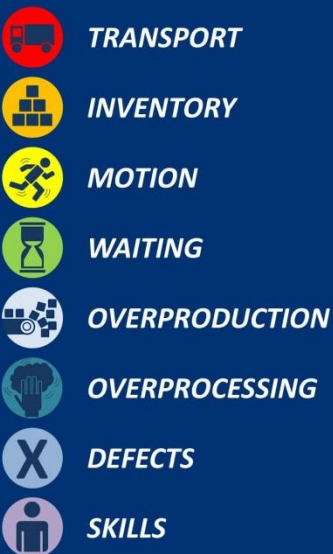 TRANSPORT
INVENTORY
MOTION
WAITING
OVERPRODUCTION
OVERPROCESSING
X DEFECTS
SKILLS